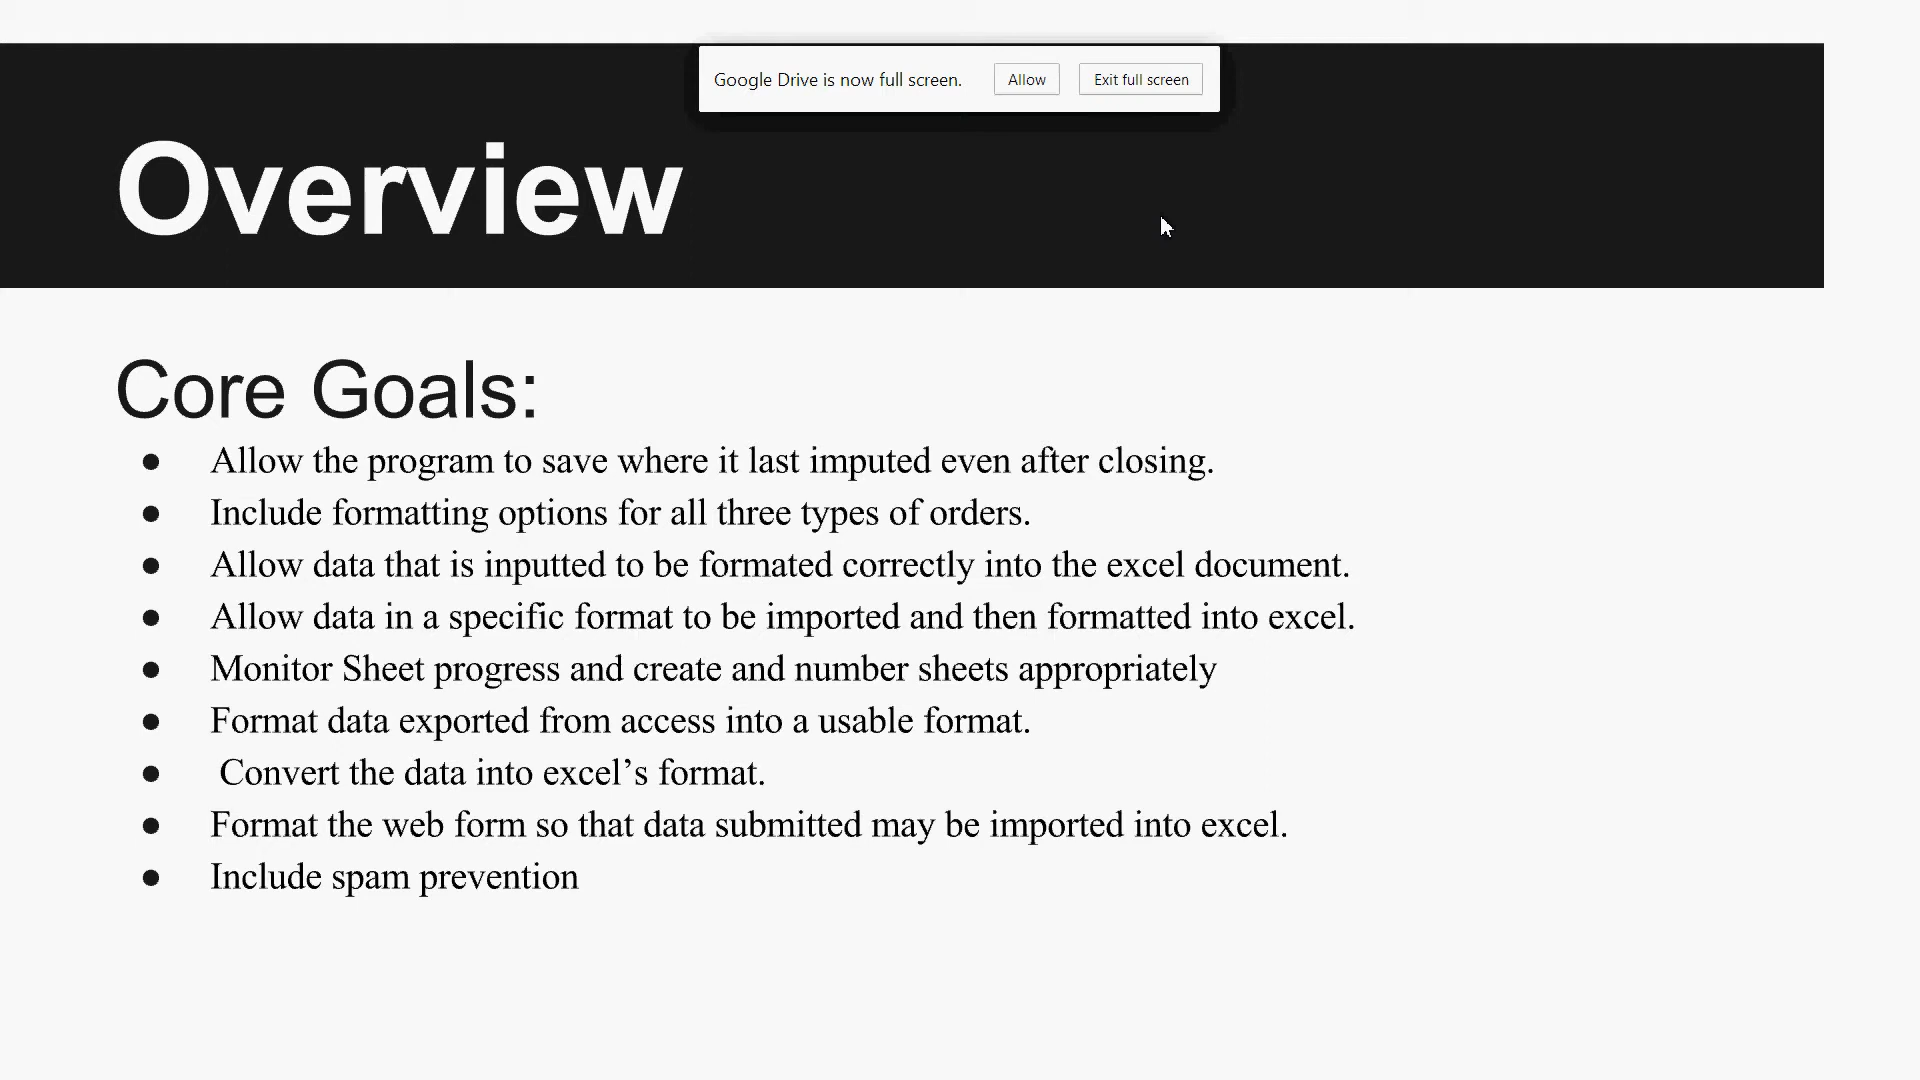 Google Drive is now full screen. Allow Exit full screen
Overview
Core Goals:
● Allow the program to save where it last imputed even after closing.
● Include formatting options for all three types of orders.
● Allow data that is inputted to be formated correctly into the excel document.
● Allow data in a specific format to be imported and then formatted into excel.
● Monitor Sheet progress and create and number sheets appropriately
● Format data exported from access into a usable format.
● Convert the data into excel’s format.
● Format the web form so that data submitted may be imported into excel.
● Include spam prevention